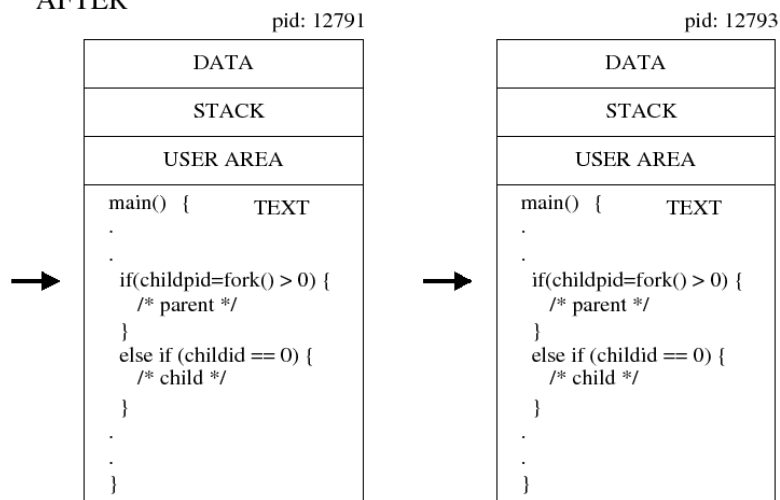 AFTER
pid: 12791
DATA
STACK
USER AREA
main() { TEXT
.
.
if(childpid=fork() > 0) {
/* parent */
}
else if (childid == 0) {
/* child */
}
.
.
}
pid: 12793
DATA
STACK
USER AREA
main() { TEXT
.
.
if(childpid=fork() > 0) {
/* parent */
}
else if (childid == 0) {
/* child */
}
.
.
}